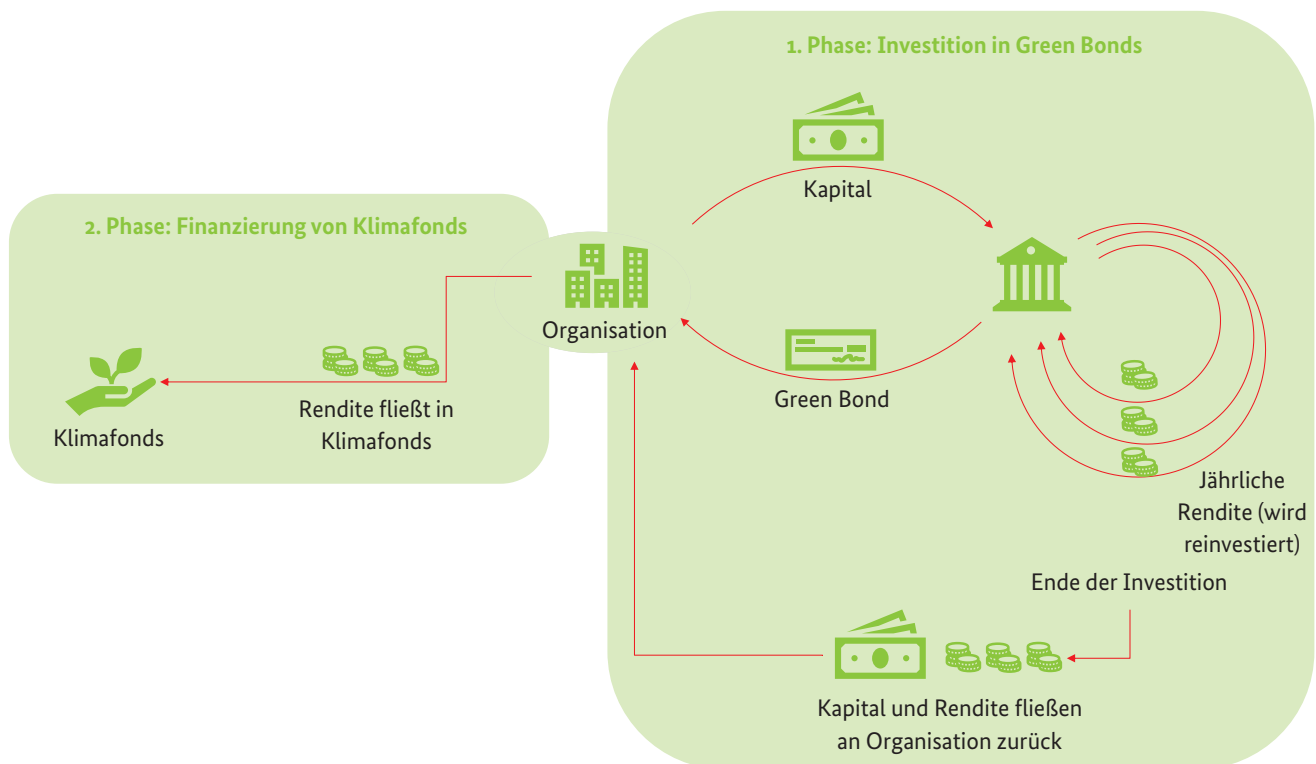 1. Phase: Investition in Green Bonds
Kapital
2. Phase: Finanzierung von Klimafonds
Organisation
Green Bond
Rendite fließt in
Klimafonds
Klimafonds
Jährliche
Rendite (wird
reinvestiert)
Ende der Investition
Kapital und Rendite fließen
an Organisation zurück